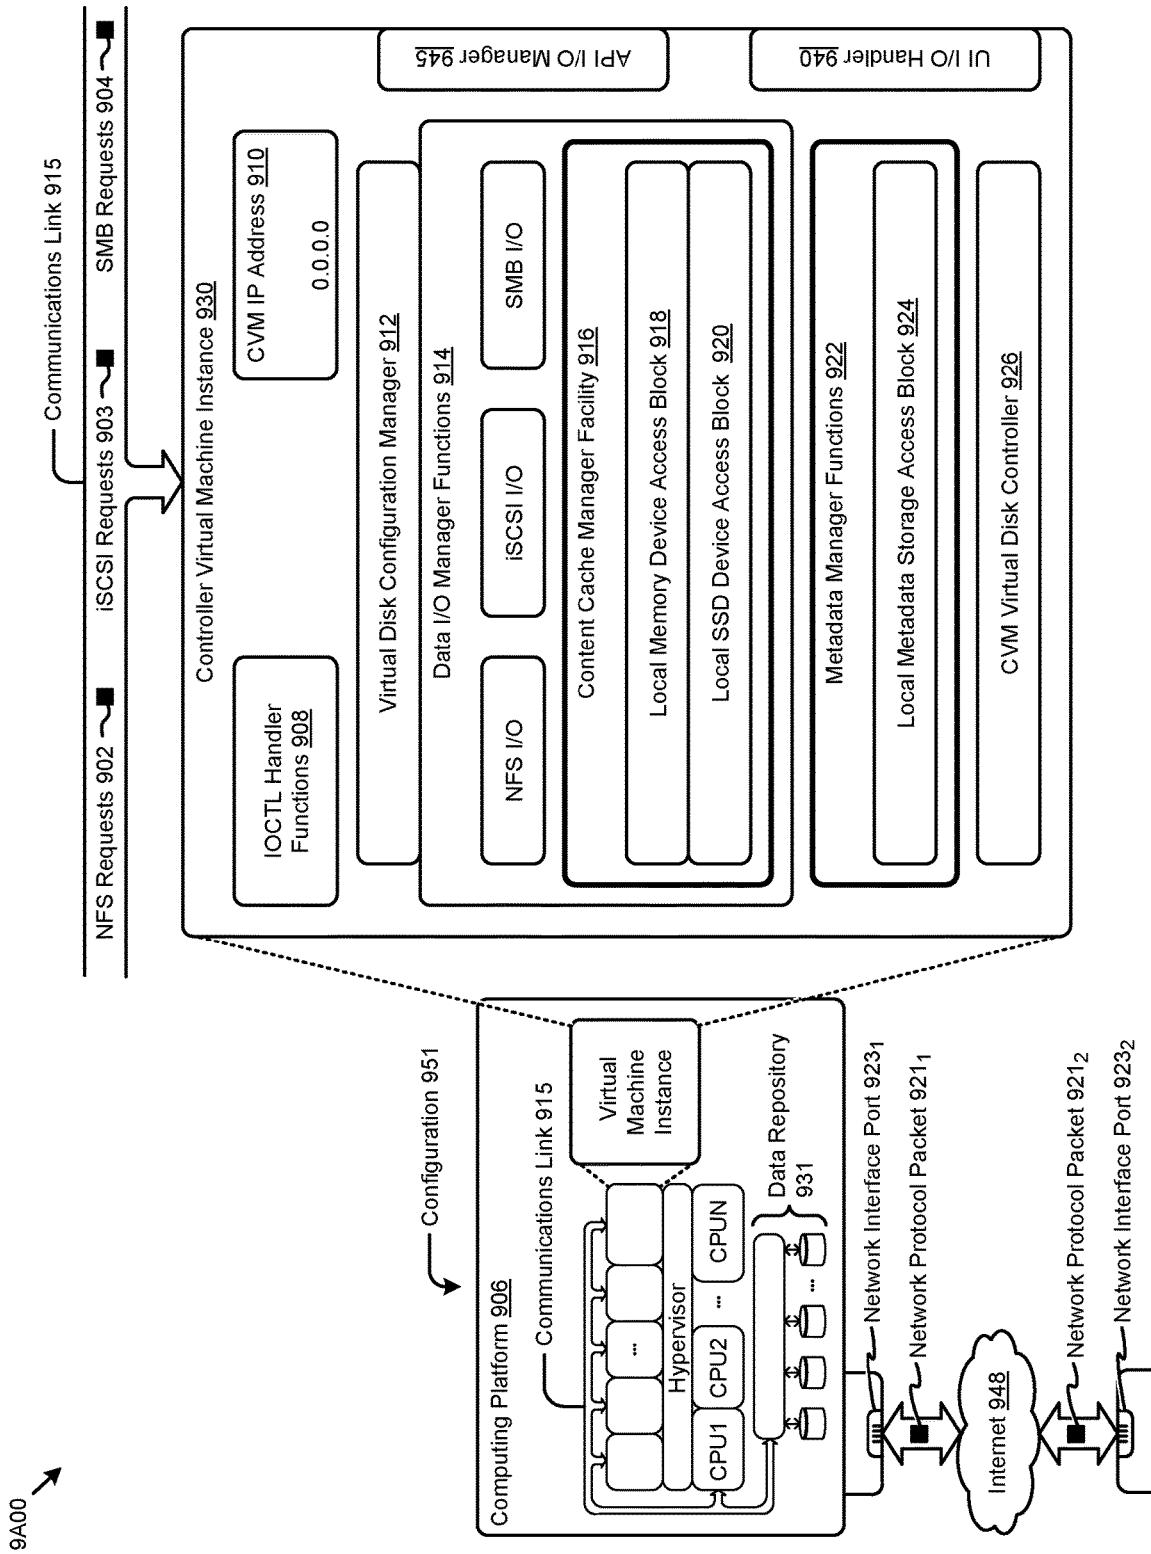 9A00
Configuration 951
Computing Platform 906
Communications Link 915
Virtual
Machine
Instance
...
Hypervisor
CPU1
CPU2
...
CPUN
Data Repository
931
...
Network Interface Port 923₁
Network Protocol Packet 921₁
Internet 948
Network Protocol Packet 921₂
Network Interface Port 923₂
Communications Link 915
NFS Requests 902
iSCSI Requests 903
SMB Requests 904
Controller Virtual Machine Instance 930
IOCTL Handler
Functions 908
CVM IP Address 910
0.0.0.0
Virtual Disk Configuration Manager 912
Data I/O Manager Functions 914
NFS I/O
iSCSI I/O
SMB I/O
Content Cache Manager Facility 916
Local Memory Device Access Block 918
Local SSD Device Access Block 920
Metadata Manager Functions 922
Local Metadata Storage Access Block 924
CVM Virtual Disk Controller 926
API I/O Manager 945
UI I/O Handler 940